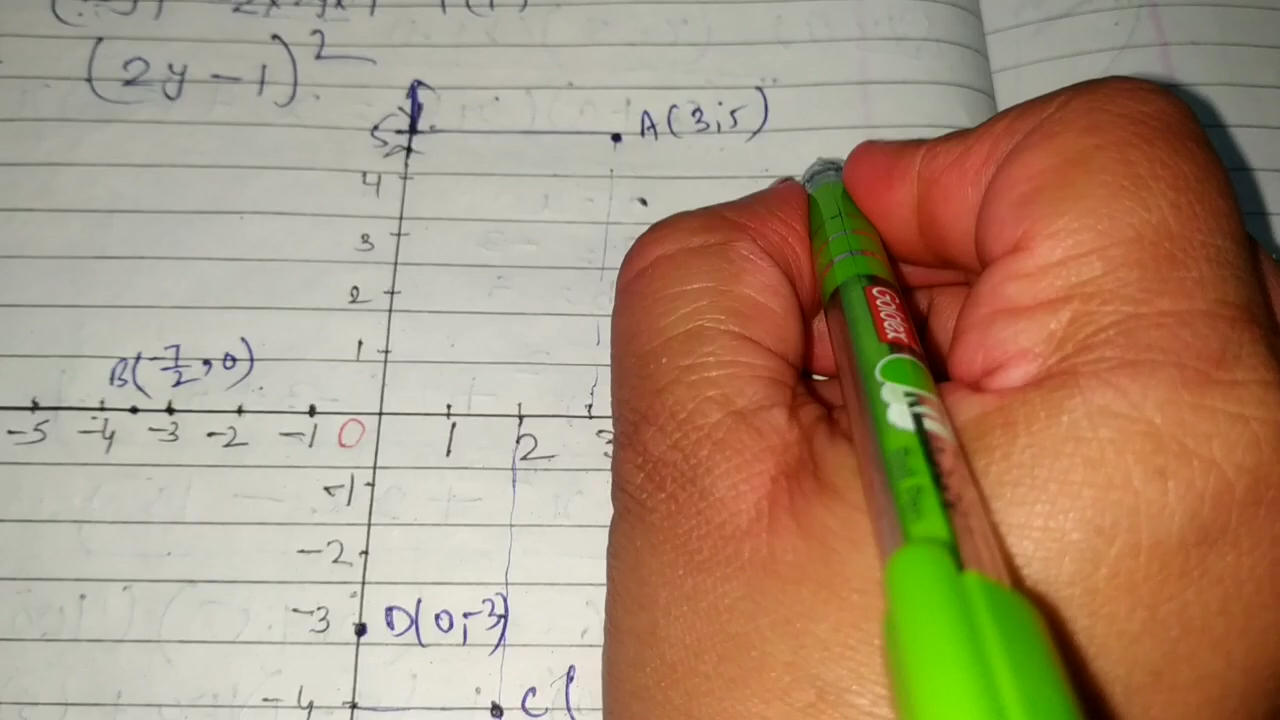 (2y - 1)²
A(3,5)
5
4
3
2
1
B(-7/2, 0)
-5 -4 -3 -2 -1 0 1 2 3
-1
-2
-3 D(0,-3)
-4 C(
Goldex